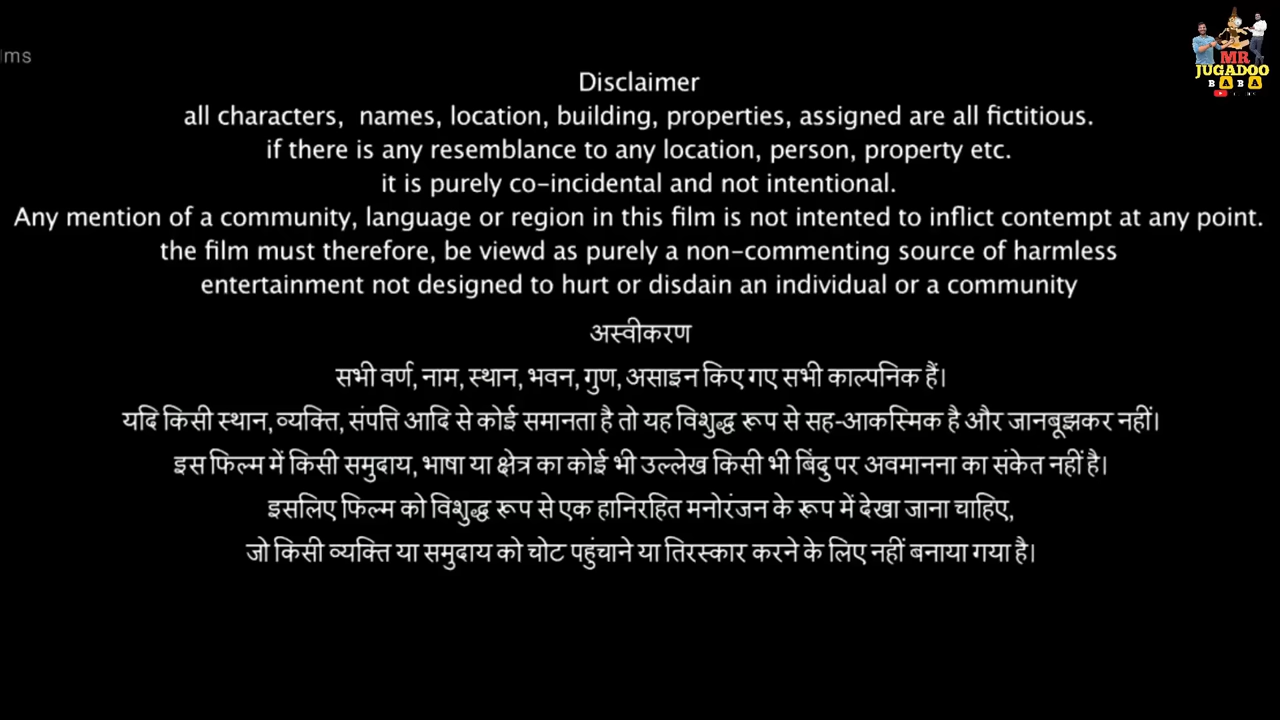 lms
MR
JUGADOO
BABA
Disclaimer
all characters, names, location, building, properties, assigned are all fictitious.
if there is any resemblance to any location, person, property etc.
it is purely co-incidental and not intentional.
Any mention of a community, language or region in this film is not intented to inflict contempt at any point.
the film must therefore, be viewd as purely a non-commenting source of harmless
entertainment not designed to hurt or disdain an individual or a community
अस्वीकरण
सभी वर्ण, नाम, स्थान, भवन, गुण, असाइन किए गए सभी काल्पनिक हैं।
यदि किसी स्थान, व्यक्ति, संपत्ति आदि से कोई समानता है तो यह विशुद्ध रूप से सह-आकस्मिक है और जानबूझकर नहीं।
इस फिल्म में किसी समुदाय, भाषा या क्षेत्र का कोई भी उल्लेख किसी भी बिंदु पर अवमानना का संकेत नहीं है।
इसलिए फिल्म को विशुद्ध रूप से एक हानिरहित मनोरंजन के रूप में देखा जाना चाहिए,
जो किसी व्यक्ति या समुदाय को चोट पहुंचाने या तिरस्कार करने के लिए नहीं बनाया गया है।